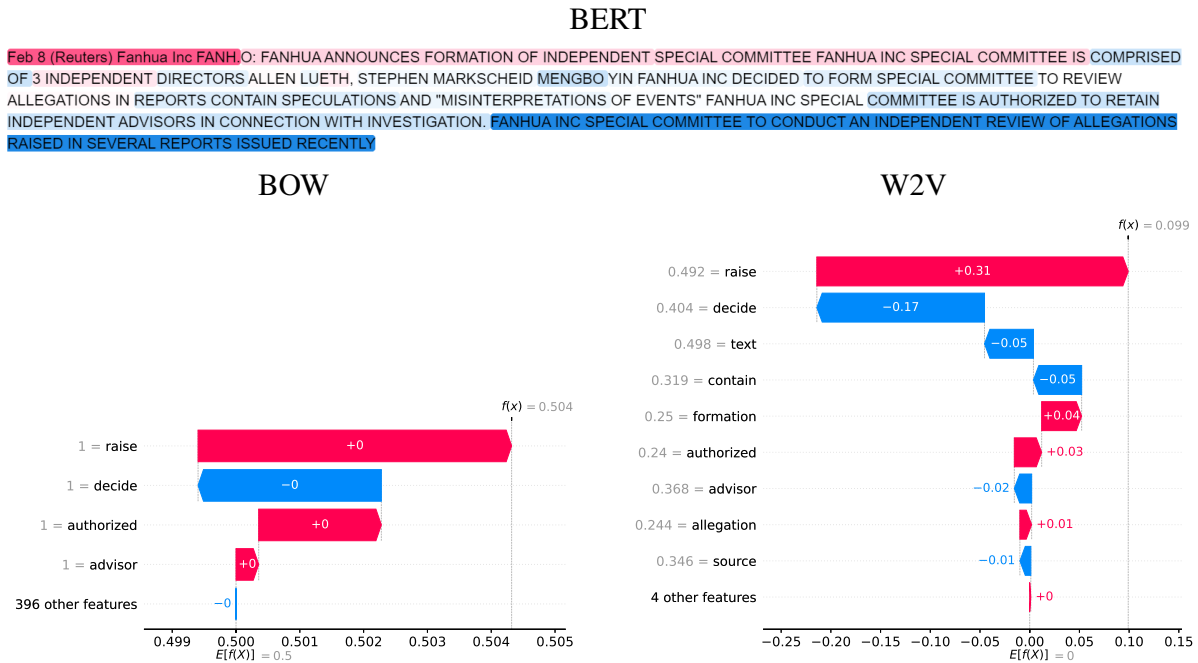 BERT
Feb 8 (Reuters) Fanhua Inc FANH.O: FANHUA ANNOUNCES FORMATION OF INDEPENDENT SPECIAL COMMITTEE FANHUA INC SPECIAL COMMITTEE IS COMPRISED
OF 3 INDEPENDENT DIRECTORS ALLEN LUETH, STEPHEN MARKSCHEID MENGBO YIN FANHUA INC DECIDED TO FORM SPECIAL COMMITTEE TO REVIEW
ALLEGATIONS IN REPORTS CONTAIN SPECULATIONS AND "MISINTERPRETATIONS OF EVENTS" FANHUA INC SPECIAL COMMITTEE IS AUTHORIZED TO RETAIN
INDEPENDENT ADVISORS IN CONNECTION WITH INVESTIGATION. FANHUA INC SPECIAL COMMITTEE TO CONDUCT AN INDEPENDENT REVIEW OF ALLEGATIONS
RAISED IN SEVERAL REPORTS ISSUED RECENTLY
BOW
f(x) = 0.504
1 = raise +0
1 = decide −0
1 = authorized +0
1 = advisor +0
396 other features −0
0.499 0.500 0.501 0.502 0.503 0.504 0.505
E[f(X)] = 0.5
W2V
f(x) = 0.099
0.492 = raise +0.31
0.404 = decide −0.17
0.498 = text −0.05
0.319 = contain −0.05
0.25 = formation +0.04
0.24 = authorized +0.03
0.368 = advisor −0.02
0.244 = allegation +0.01
0.346 = source −0.01
4 other features +0
−0.25 −0.20 −0.15 −0.10 −0.05 0.00 0.05 0.10 0.15
E[f(X)] = 0